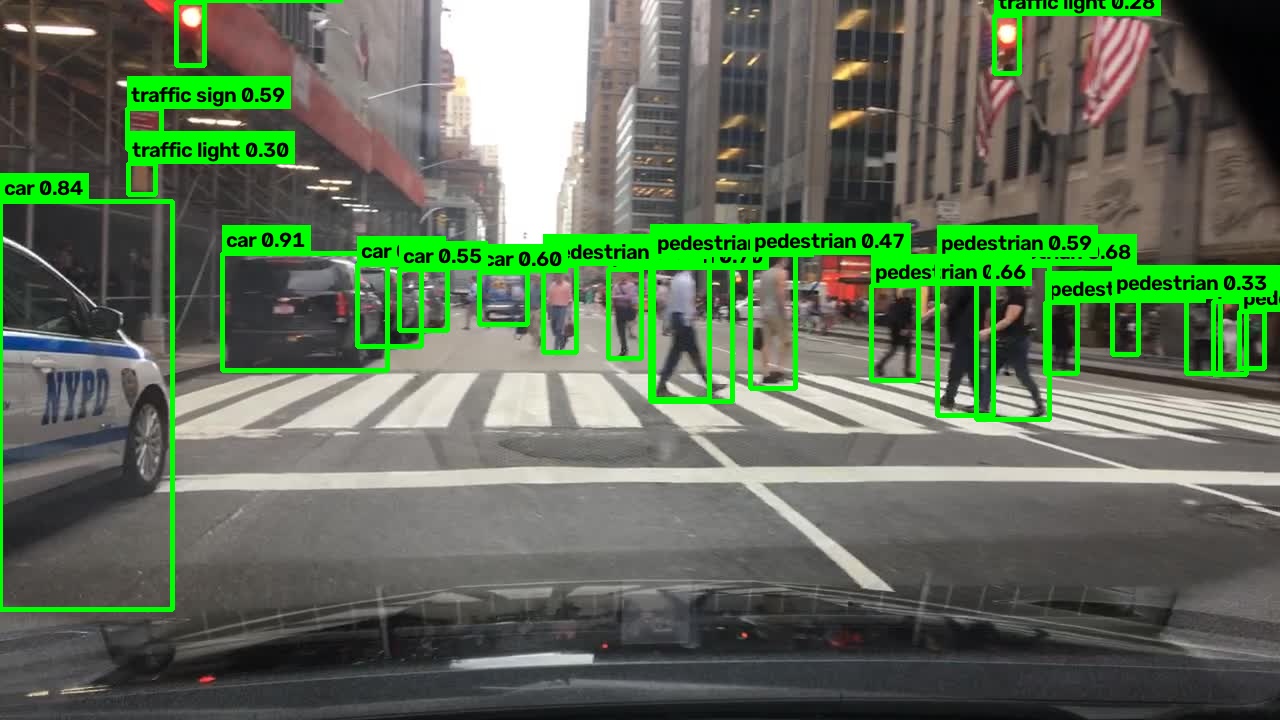 traffic light 0.28
traffic sign 0.59
traffic light 0.30
car 0.84
car 0.91
car
car 0.55
car 0.60
pedestrian
pedestrian 0.47
pedestrian 0.59
0.68
0.66
pedestrian 0.33
NYPD